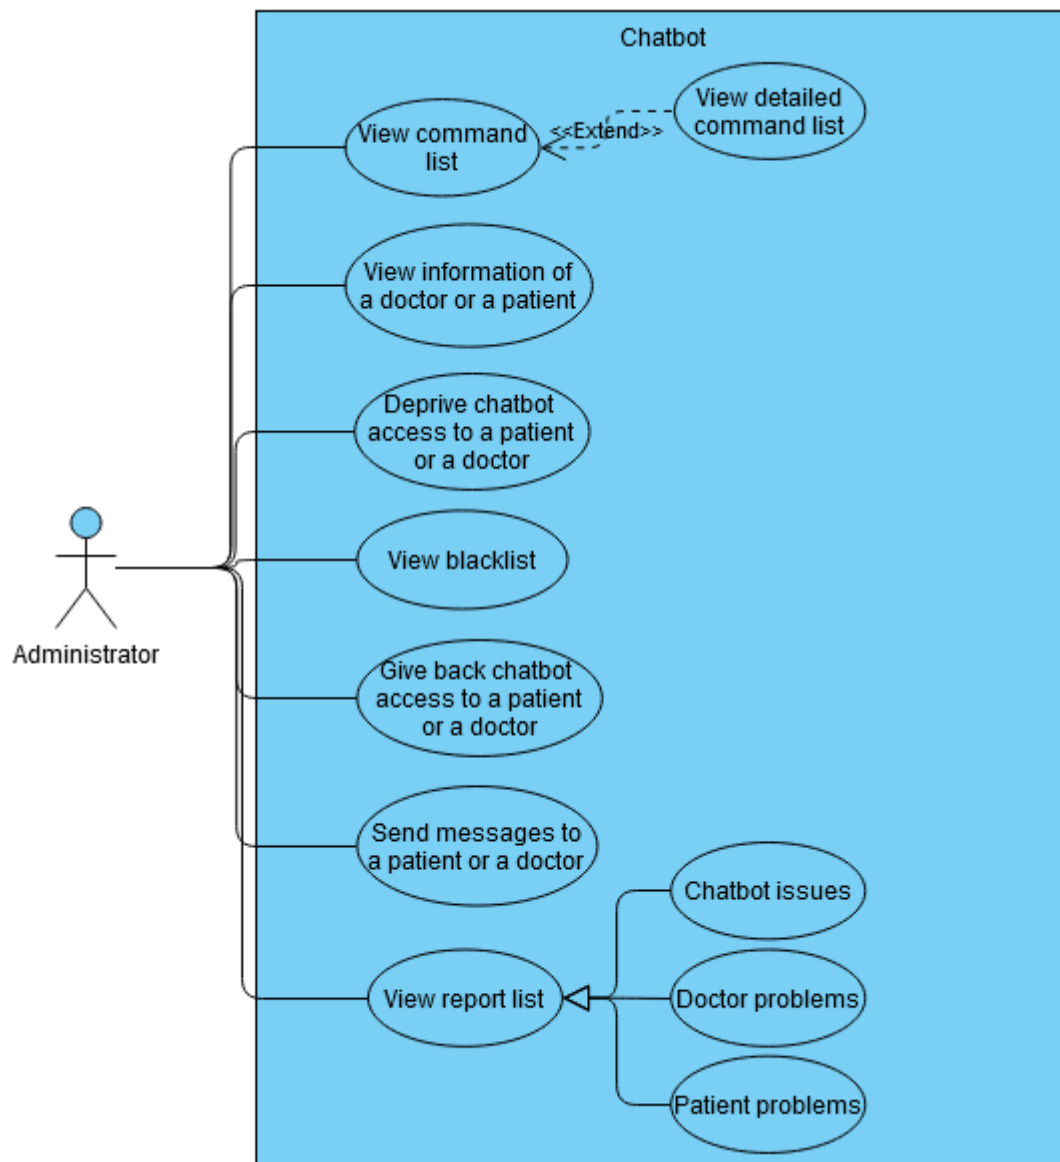 Chatbot
View command
list
<<Extend>>
View detailed
command list
View information of
a doctor or a patient
Deprive chatbot
access to a patient
or a doctor
View blacklist
Administrator
Give back chatbot
access to a patient
or a doctor
Send messages to
a patient or a doctor
View report list
Chatbot issues
Doctor problems
Patient problems